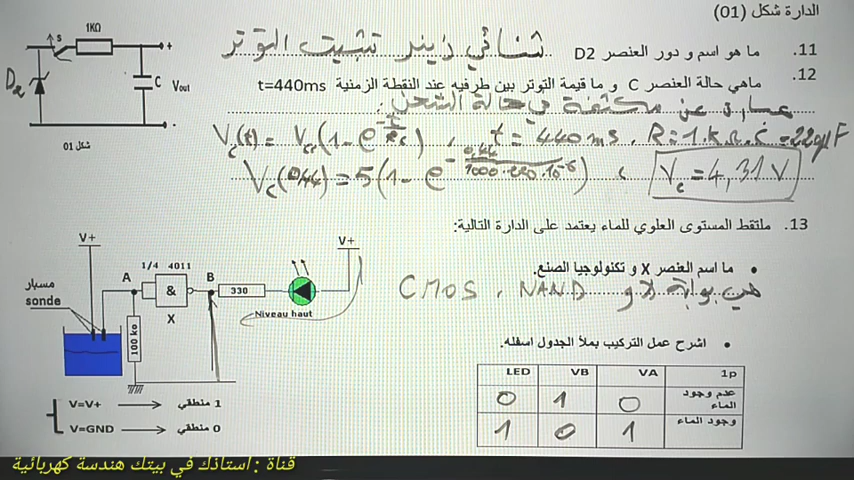 الدارة شكل (01)
11. ما هو اسم و دور العنصر D2 ثنائي زينر تثبيت التوتر
12. ماهي حالة العنصر C و ما قيمة التوتر بين طرفيه عند النقطة الزمنية t=440ms
عبارة عن مكثفة في حالة الشحن:
Vc(t) = Vcc(1-e^-t/Rc) , t = 440ms, R=1.KΩ. C=220μF
Vc(0,44) = 5(1-e^-0,44/1000·220·10^-6) , Vc=4,31V
1KΩ
S
+
D2
C
Vout
-
شكل 01
13. ملتقط المستوى العلوي للماء يعتمد على الدارة التالية:
• ما اسم العنصر X و تكنولوجيا الصنع.
هي بوابة لا و NAND , CMOS
• اشرح عمل التركيب بملأ الجدول اسفله.
1p VA VB LED
عدم وجود الماء 0 1 0
وجود الماء 1 0 1
V+
V+
مسبار
sonde
A
1/4 4011
B
&
X
330
Niveau haut
100 ko
V=V+ 1 منطقي
V=GND 0 منطقي
قناة : استاذك في بيتك هندسة كهربائية